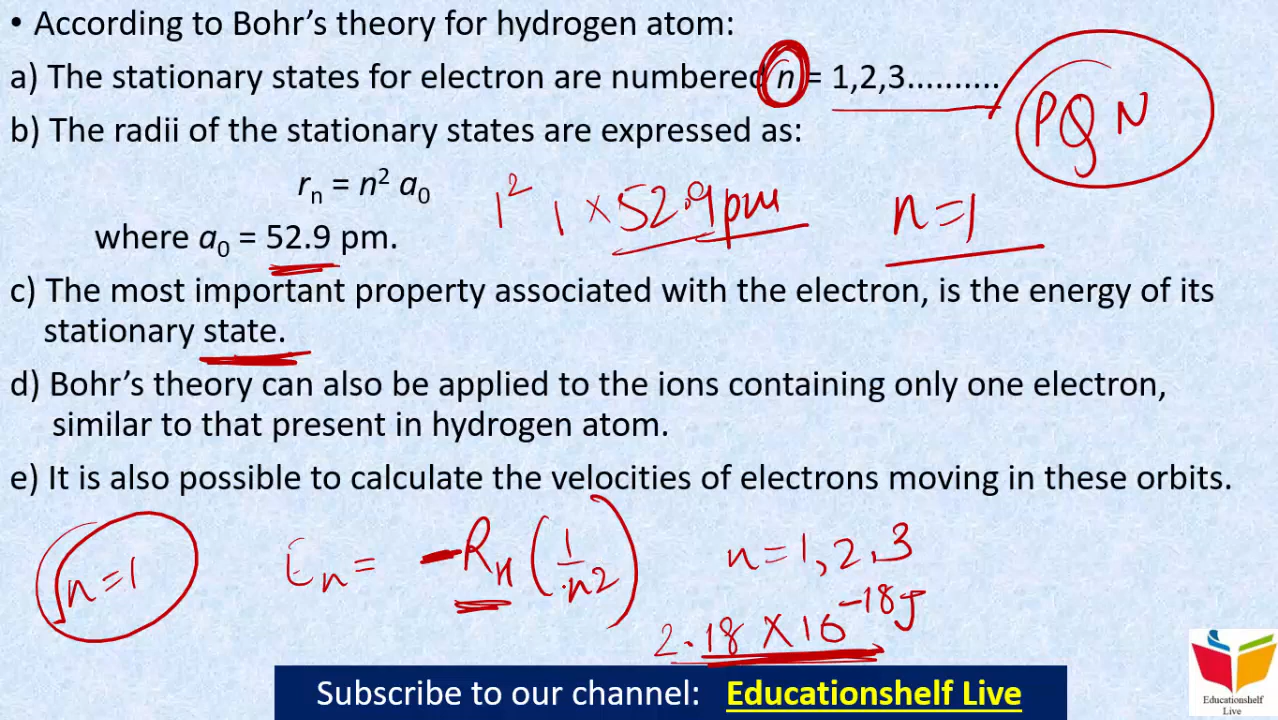 • According to Bohr's theory for hydrogen atom:
a) The stationary states for electron are numbered n = 1,2,3..........
PQN
b) The radii of the stationary states are expressed as:
rₙ = n² a₀
1² 1 × 52.9pm n=1
where a₀ = 52.9 pm.
c) The most important property associated with the electron, is the energy of its
stationary state.
d) Bohr's theory can also be applied to the ions containing only one electron,
similar to that present in hydrogen atom.
e) It is also possible to calculate the velocities of electrons moving in these orbits.
n=1 En = -RH (1/n2) n=1,2,3
2.18 × 10⁻¹⁸J
Subscribe to our channel: Educationshelf Live
Educationshelf
Live